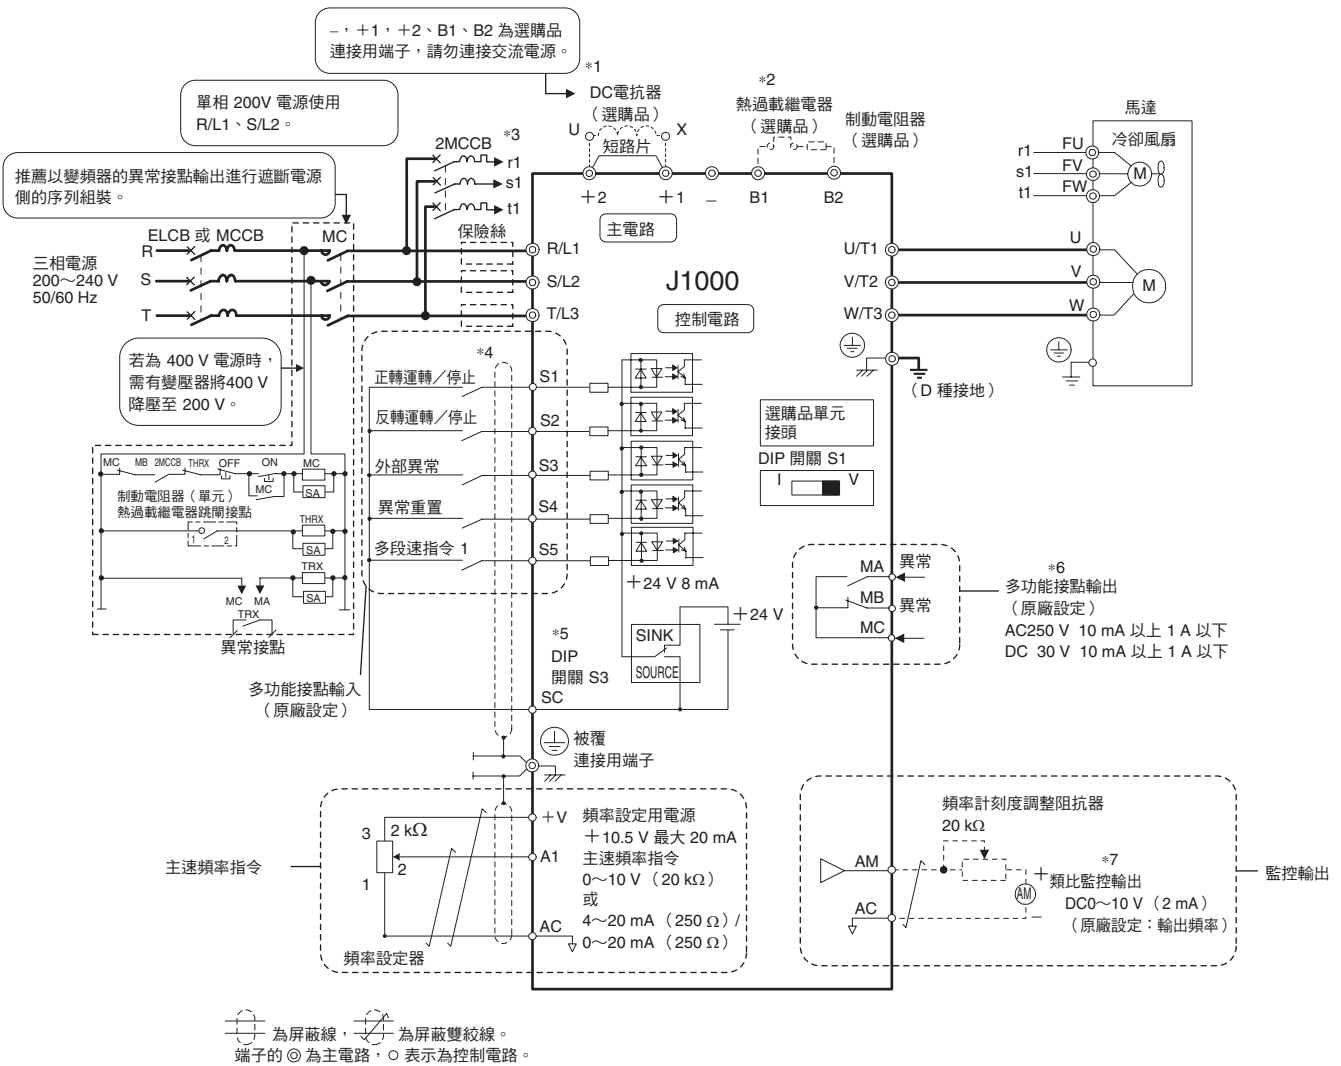 −，＋1，＋2、B1、B2 為選購品
連接用端子，請勿連接交流電源。
單相 200V 電源使用
R/L1、S/L2。
推薦以變頻器的異常接點輸出進行遮斷電源
側的序列組裝。
*1
DC電抗器
（選購品）
U
X
短路片
*2
熱過載繼電器
（選購品）
制動電阻器
（選購品）
馬達
冷卻風扇
r1
FU
s1
FV
t1
FW
M
2MCCB
*3
r1
s1
t1
保險絲
＋2
＋1
−
B1
B2
主電路
ELCB 或 MCCB
MC
三相電源
200～240 V
50/60 Hz
R
S
T
R/L1
S/L2
T/L3
J1000
控制電路
U/T1
V/T2
W/T3
U
V
W
M
（D 種接地）
若為 400 V 電源時，
需有變壓器將400 V
降壓至 200 V。
*4
正轉運轉／停止
S1
反轉運轉／停止
S2
外部異常
S3
異常重置
S4
多段速指令 1
S5
＋24 V 8 mA
選購品單元
接頭
DIP 開關 S1
I
V
MC
MB
2MCCB
THRX
OFF
ON
MC
MC
SA
制動電阻器（單元）
熱過載繼電器跳閘接點
1
2
THRX
SA
TRX
SA
MC
MA
TRX
異常接點
多功能接點輸入
（原廠設定）
*5
DIP
開關 S3
SINK
SOURCE
＋24 V
SC
MA
異常
MB
異常
MC
*6
多功能接點輸出
（原廠設定）
AC250 V 10 mA 以上 1 A 以下
DC 30 V 10 mA 以上 1 A 以下
被覆
連接用端子
主速頻率指令
3
2 kΩ
2
1
頻率設定器
＋V
頻率設定用電源
＋10.5 V 最大 20 mA
A1
主速頻率指令
0～10 V（20 kΩ）
或
4～20 mA（250 Ω）/
0～20 mA（250 Ω）
AC
頻率計刻度調整阻抗器
20 kΩ
AM
AC
AM
＋
−
*7
類比監控輸出
DC0～10 V（2 mA）
（原廠設定：輸出頻率）
監控輸出
為屏蔽線， 為屏蔽雙絞線。
端子的 ◎ 為主電路，○ 表示為控制電路。